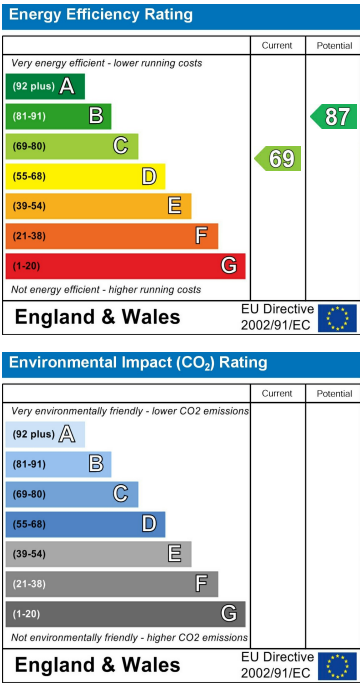 Energy Efficiency Rating
Current Potential
Very energy efficient - lower running costs
(92 plus) A
(81-91) B
87
(69-80) C
69
(55-68) D
(39-54) E
(21-38) F
(1-20) G
Not energy efficient - higher running costs
England & Wales
EU Directive
2002/91/EC
Environmental Impact (CO₂) Rating
Current Potential
Very environmentally friendly - lower CO2 emissions
(92 plus) A
(81-91) B
(69-80) C
(55-68) D
(39-54) E
(21-38) F
(1-20) G
Not environmentally friendly - higher CO2 emissions
England & Wales
EU Directive
2002/91/EC